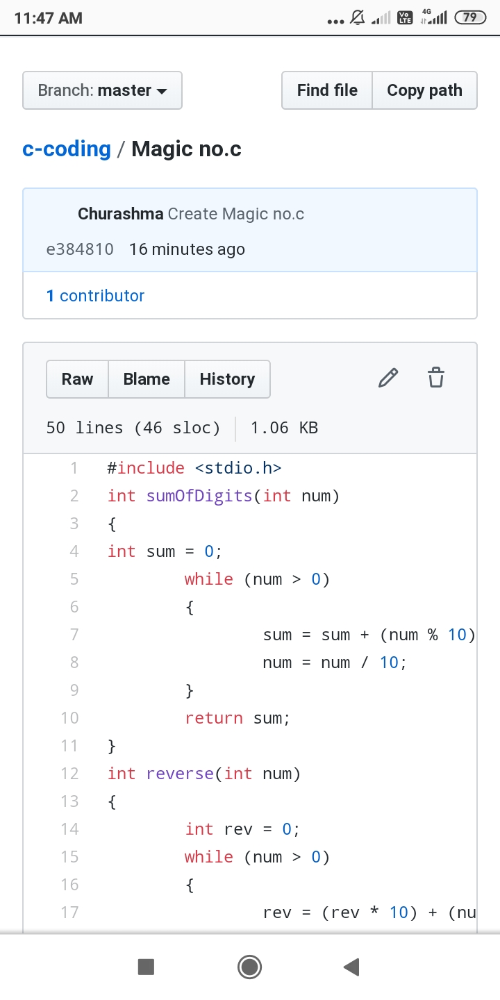 11:47 AM
Vo LTE 4G 79
Branch: master
Find file Copy path
c-coding / Magic no.c
Churashma Create Magic no.c
e384810 16 minutes ago
1 contributor
Raw Blame History
50 lines (46 sloc) 1.06 KB
1 #include <stdio.h>
2 int sumOfDigits(int num)
3 {
4 int sum = 0;
5 while (num > 0)
6 {
7 sum = sum + (num % 10)
8 num = num / 10;
9 }
10 return sum;
11 }
12 int reverse(int num)
13 {
14 int rev = 0;
15 while (num > 0)
16 {
17 rev = (rev * 10) + (nu